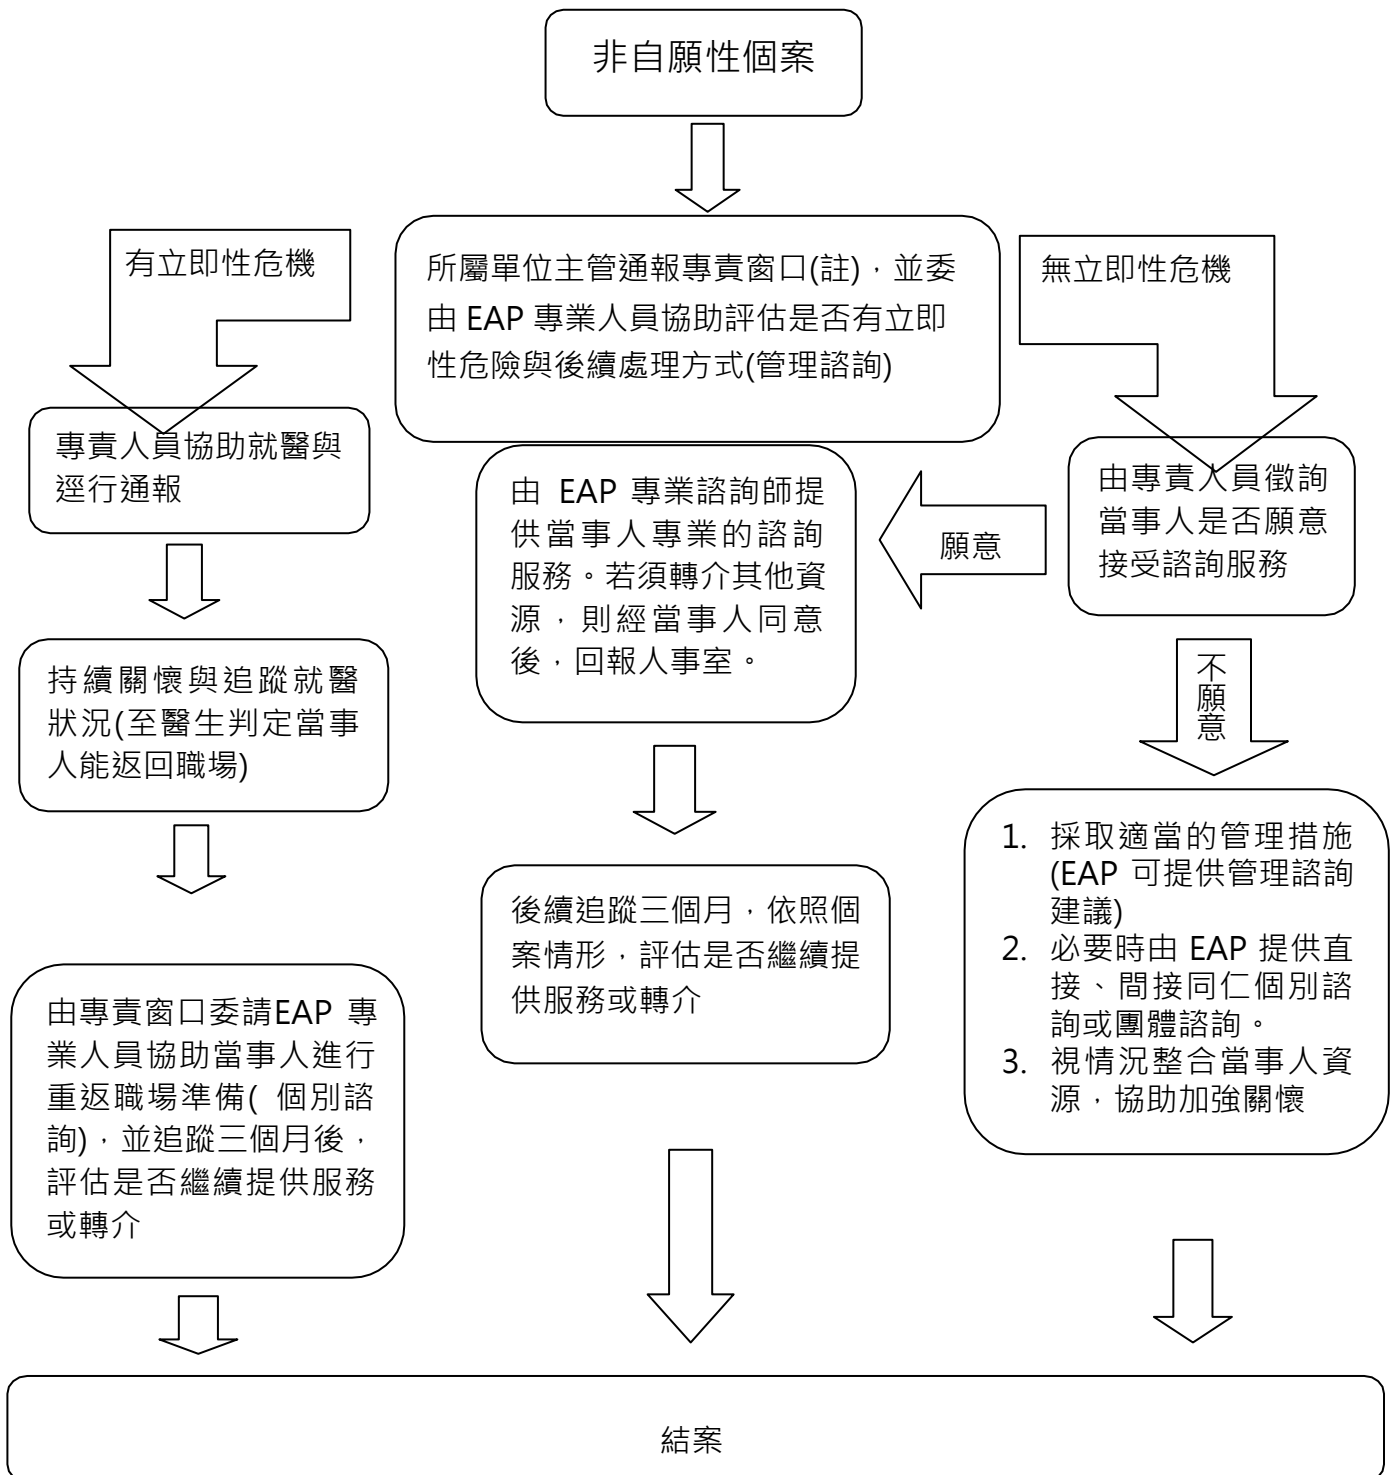 非自願性個案
有立即性危機
所屬單位主管通報專責窗口(註)，並委
由 EAP 專業人員協助評估是否有立即
性危險與後續處理方式(管理諮詢)
無立即性危機
專責人員協助就醫與
逕行通報
由 EAP 專業諮詢師提
供當事人專業的諮詢
服務。若須轉介其他資
源，則經當事人同意
後，回報人事室。
願意
由專責人員徵詢
當事人是否願意
接受諮詢服務
持續關懷與追蹤就醫
狀況(至醫生判定當事
人能返回職場)
不願意
後續追蹤三個月，依照個
案情形，評估是否繼續提
供服務或轉介
1. 採取適當的管理措施
(EAP 可提供管理諮詢
建議)
2. 必要時由 EAP 提供直
接、間接同仁個別諮
詢或團體諮詢。
3. 視情況整合當事人資
源，協助加強關懷
由專責窗口委請EAP 專
業人員協助當事人進行
重返職場準備( 個別諮
詢)，並追蹤三個月後，
評估是否繼續提供服務
或轉介
結案